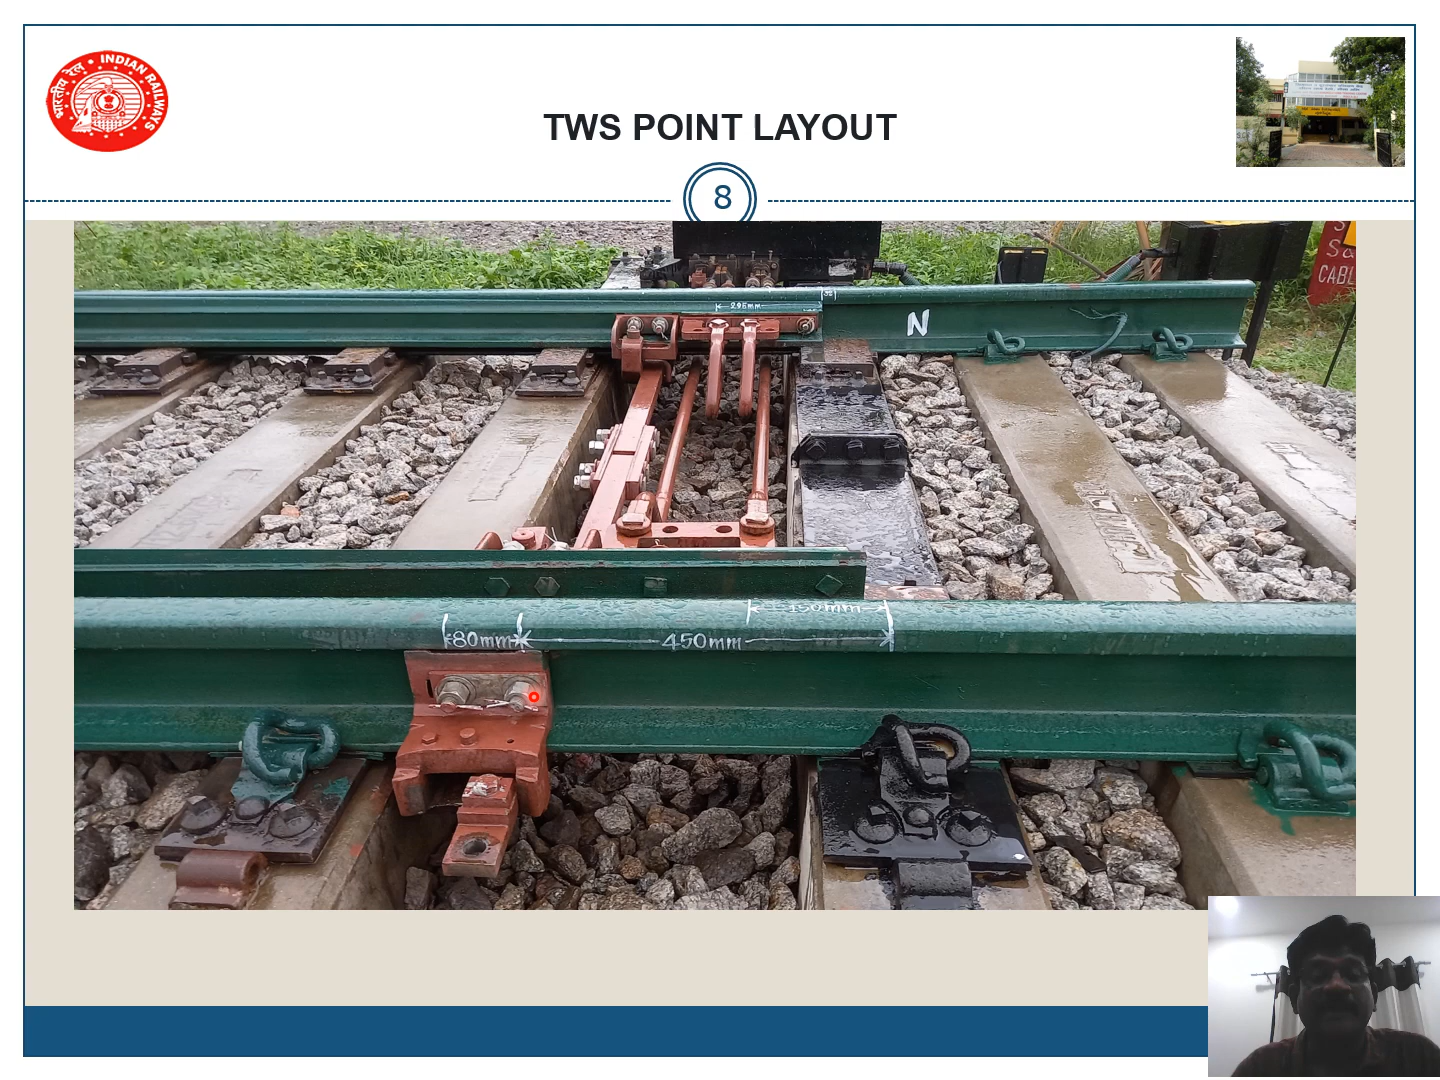 भारतीय रेल • INDIAN RAILWAYS
TWS POINT LAYOUT
8
S&
CABL
295mm
N
150mm
80mm
450mm